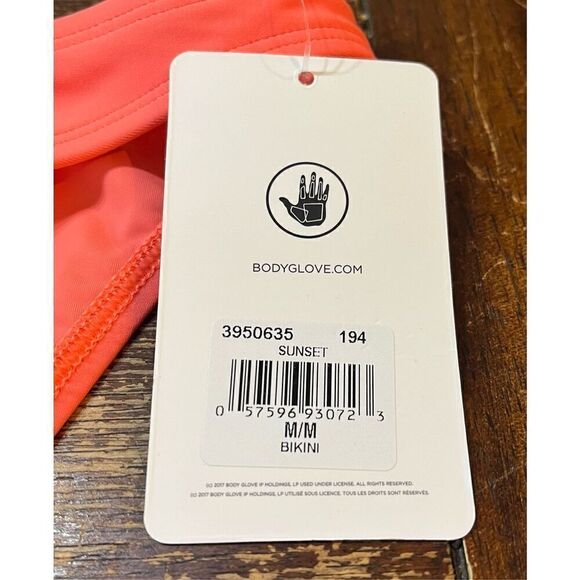 BODYGLOVE.COM
3950635 194
SUNSET
0 57596 93072 3
M/M
BIKINI
(c) 2017 BODY GLOVE IP HOLDINGS, LP USED UNDER LICENSE. ALL RIGHTS RESERVED.
(c) 2017 BODY GLOVE IP HOLDINGS, LP UTILISÉ SOUS LICENCE. TOUS LES DROITS SONT RÉSERVÉS.